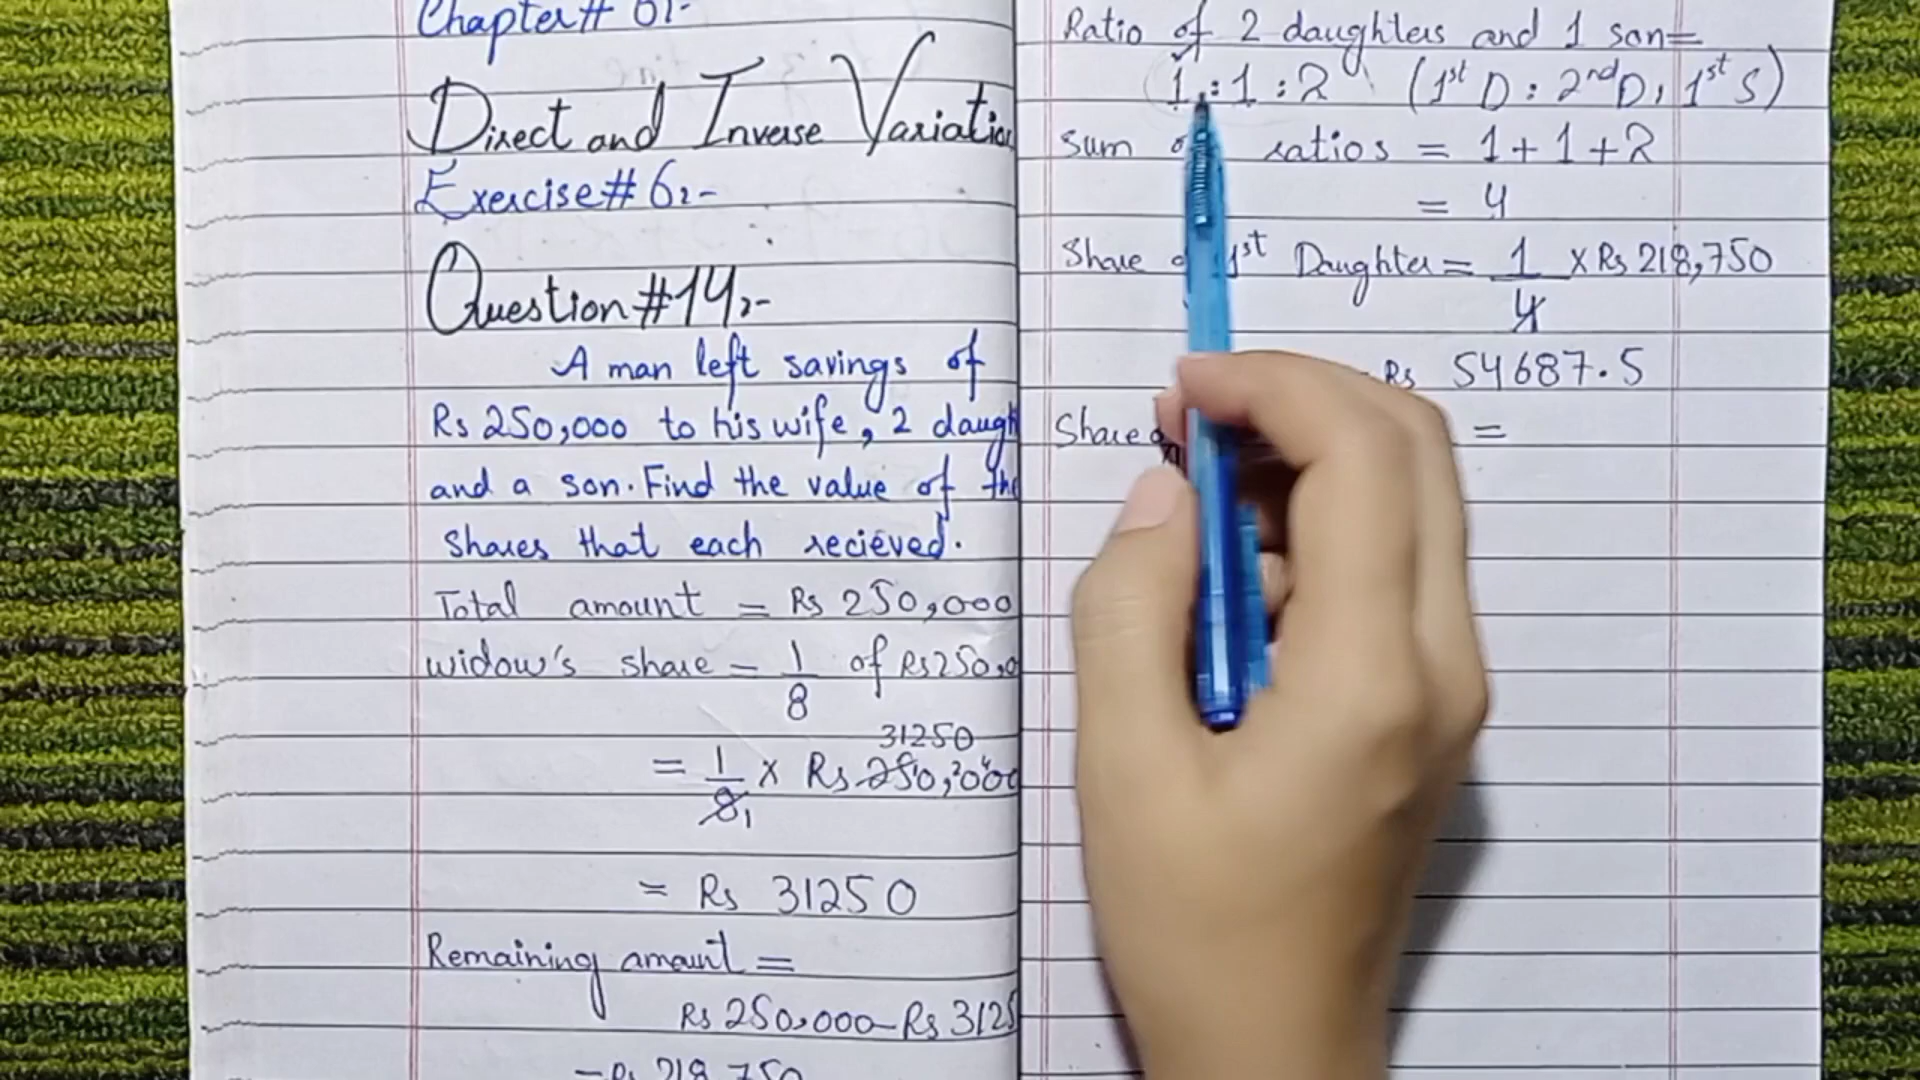 Chapter# 6:-
Direct and Inverse Variation
Exercise# 6:-
Question#14:-
A man left savings of
Rs 250,000 to his wife, 2 daugh
and a son. Find the value of the
shares that each recieved.
Total amount = Rs 250,000
widow's share = 1/8 of Rs 250,0
31250
= 1/8 x Rs 250,000
= Rs 31250
Remaining amount =
Rs 250,000 - Rs 3125
= Rs 218,750
Ratio of 2 daughters and 1 son=
1 : 1 : 2 (1st D : 2nd D, 1st S)
Sum ratios = 1+1+2
= 4
Share 1st Daughter = 1/4 x Rs 218,750
Rs 54687.5
Share =